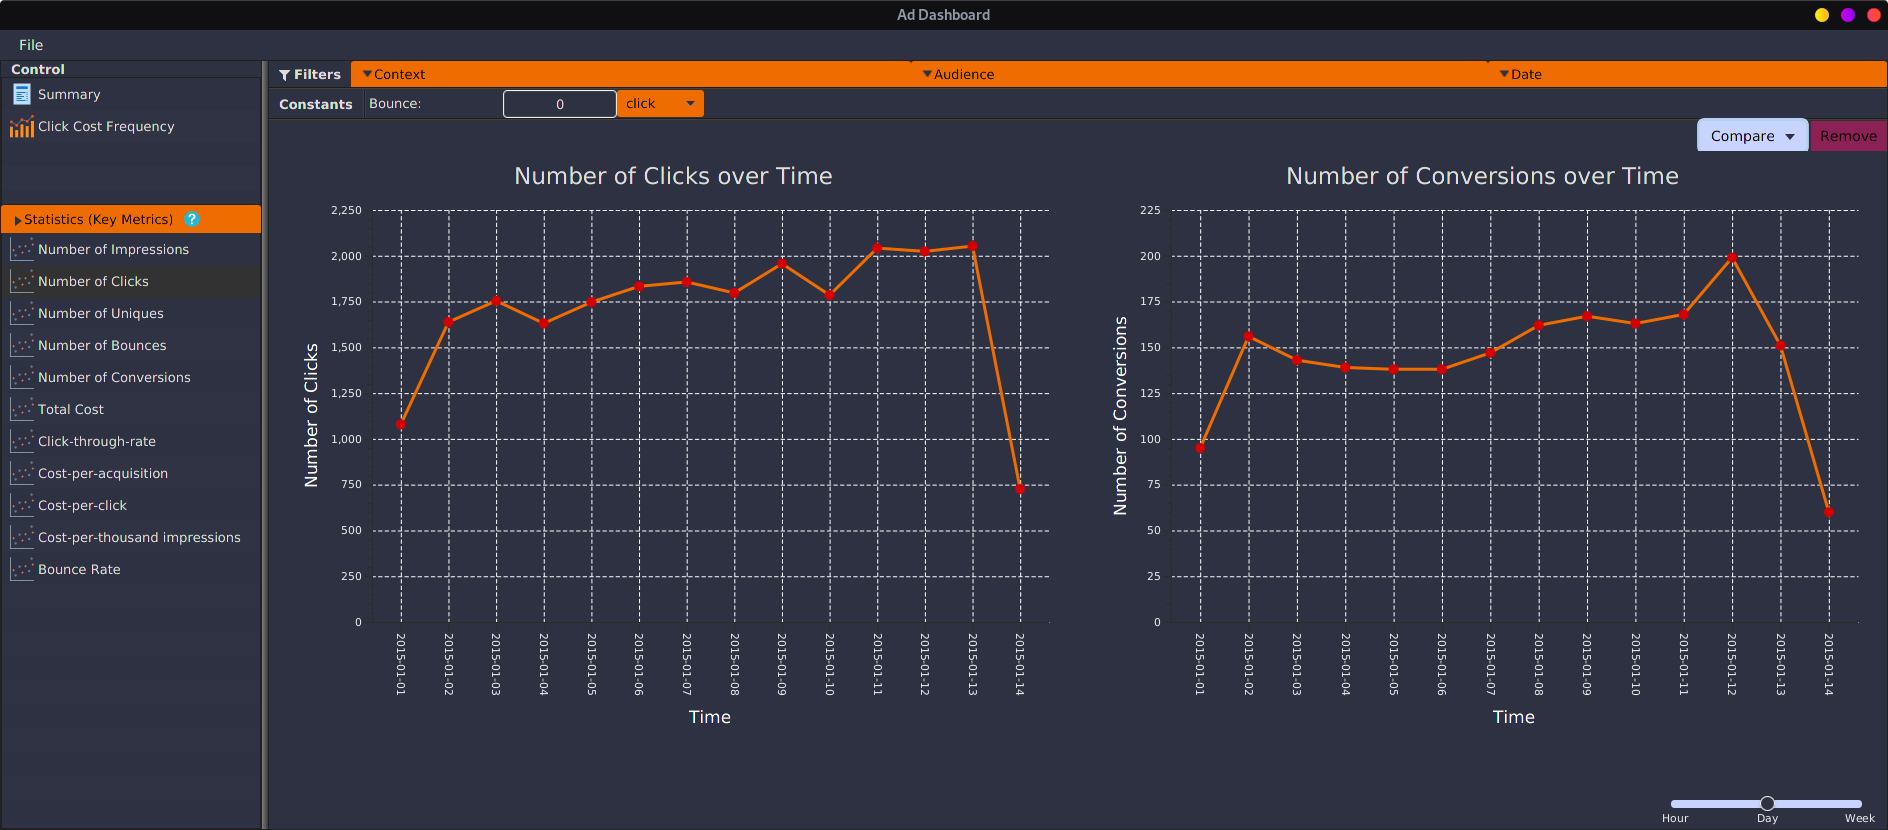 Ad Dashboard
File
Control
Summary
Click Cost Frequency
Statistics (Key Metrics) ?
Number of Impressions
Number of Clicks
Number of Uniques
Number of Bounces
Number of Conversions
Total Cost
Click-through-rate
Cost-per-acquisition
Cost-per-click
Cost-per-thousand impressions
Bounce Rate
Filters Context Audience Date
Constants Bounce: 0 click
Compare Remove
Number of Clicks over Time
Number of Clicks
2,250
2,000
1,750
1,500
1,250
1,000
750
500
250
0
2015-01-01
2015-01-02
2015-01-03
2015-01-04
2015-01-05
2015-01-06
2015-01-07
2015-01-08
2015-01-09
2015-01-10
2015-01-11
2015-01-12
2015-01-13
2015-01-14
Time
Number of Conversions over Time
Number of Conversions
225
200
175
150
125
100
75
50
25
0
2015-01-01
2015-01-02
2015-01-03
2015-01-04
2015-01-05
2015-01-06
2015-01-07
2015-01-08
2015-01-09
2015-01-10
2015-01-11
2015-01-12
2015-01-13
2015-01-14
Time
Hour Day Week